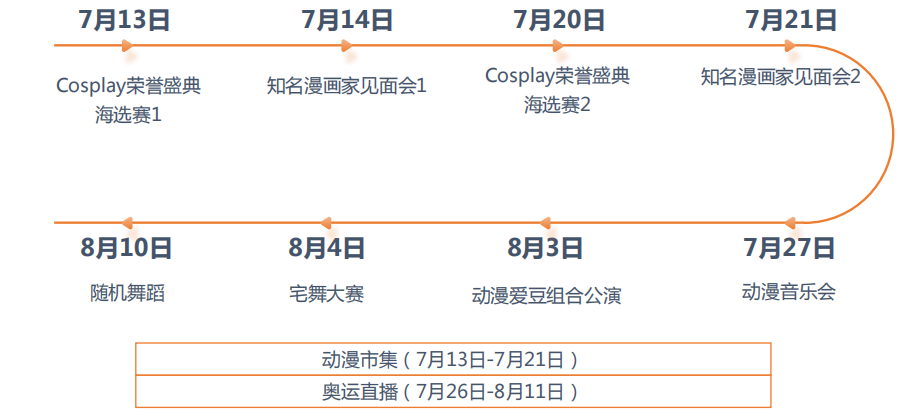 7月13日
7月14日
7月20日
7月21日
Cosplay荣誉盛典
海选赛1
知名漫画家见面会1
Cosplay荣誉盛典
海选赛2
知名漫画家见面会2
8月10日
8月4日
8月3日
7月27日
随机舞蹈
宅舞大赛
动漫爱豆组合公演
动漫音乐会
动漫市集（7月13日-7月21日）
奥运直播（7月26日-8月11日）